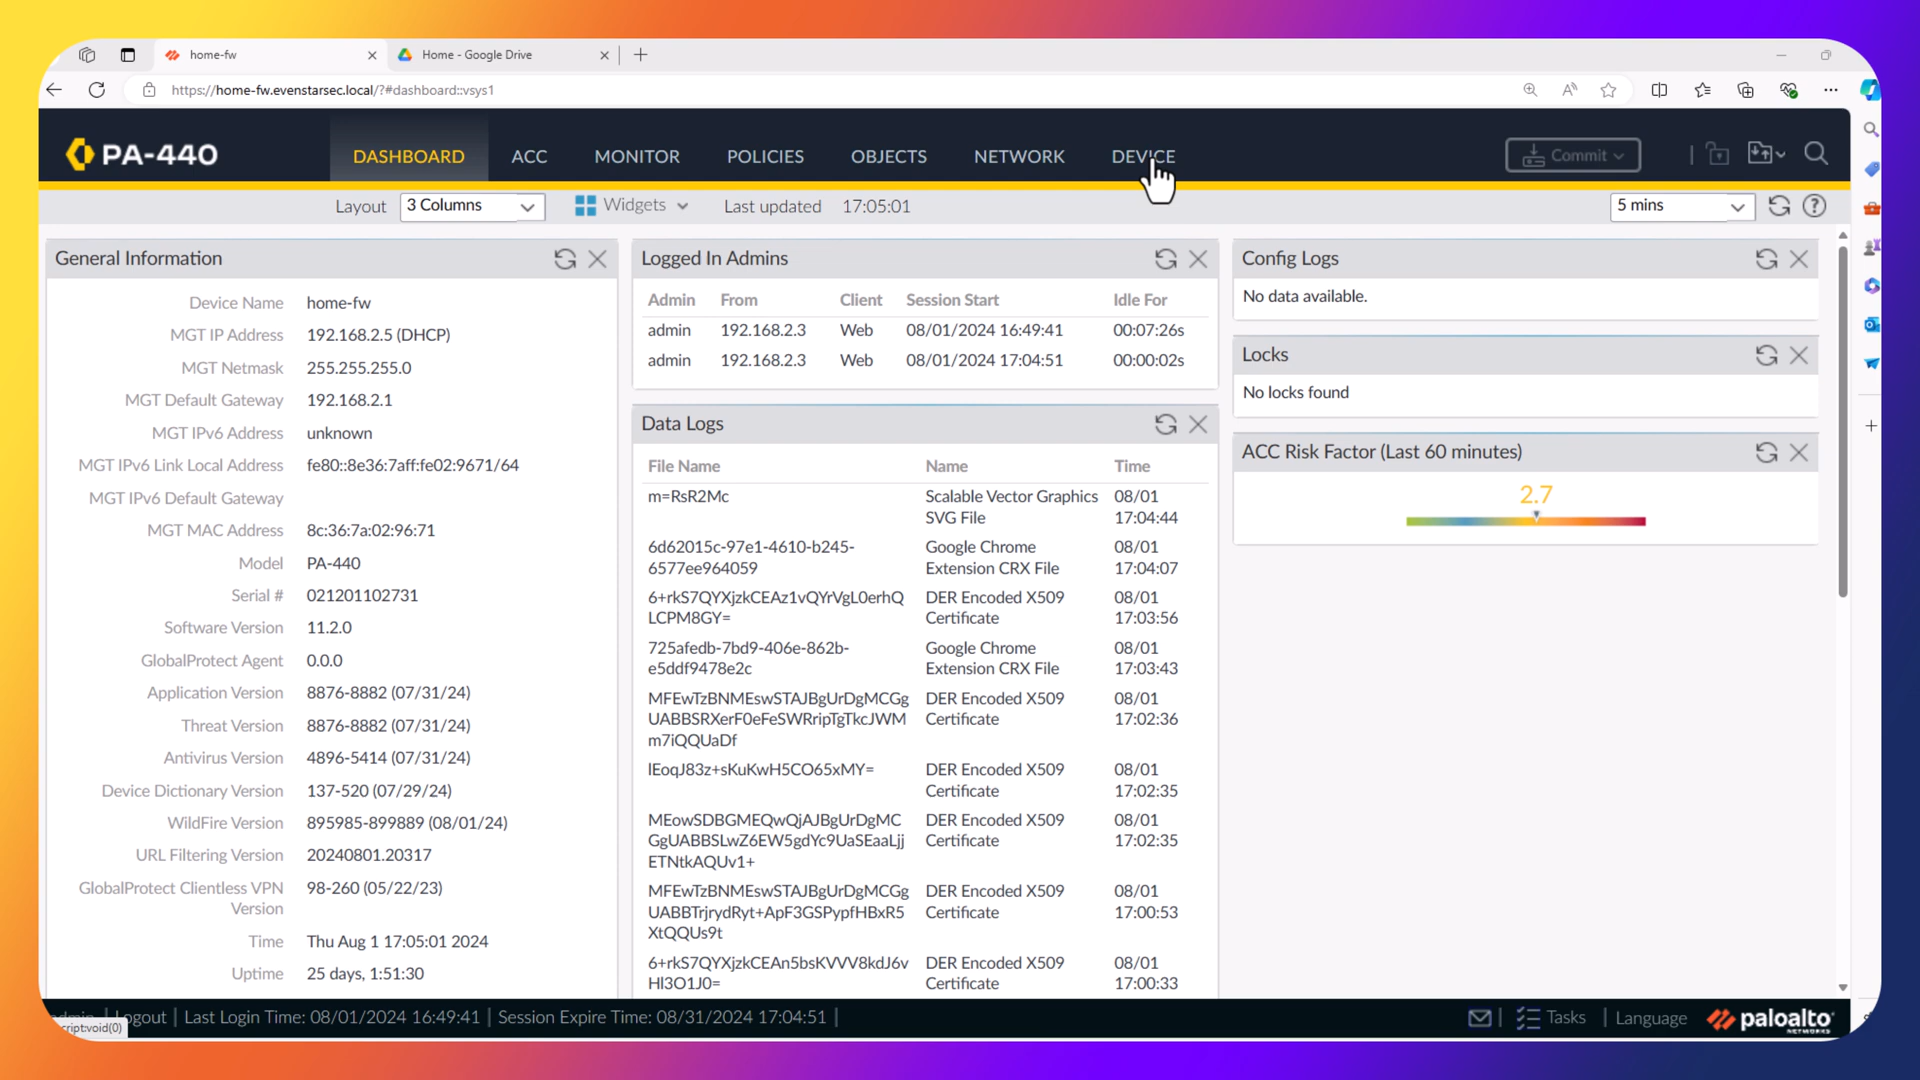 home-fw
Home - Google Drive
https://home-fw.evenstarsec.local/?#dashboard::vsys1
PA-440
DASHBOARD
ACC
MONITOR
POLICIES
OBJECTS
NETWORK
DEVICE
Commit
Layout
3 Columns
Widgets
Last updated 17:05:01
5 mins
General Information
Device Name home-fw
MGT IP Address 192.168.2.5 (DHCP)
MGT Netmask 255.255.255.0
MGT Default Gateway 192.168.2.1
MGT IPv6 Address unknown
MGT IPv6 Link Local Address fe80::8e36:7aff:fe02:9671/64
MGT IPv6 Default Gateway
MGT MAC Address 8c:36:7a:02:96:71
Model PA-440
Serial # 021201102731
Software Version 11.2.0
GlobalProtect Agent 0.0.0
Application Version 8876-8882 (07/31/24)
Threat Version 8876-8882 (07/31/24)
Antivirus Version 4896-5414 (07/31/24)
Device Dictionary Version 137-520 (07/29/24)
WildFire Version 895985-899889 (08/01/24)
URL Filtering Version 20240801.20317
GlobalProtect Clientless VPN 98-260 (05/22/23)
Version
Time Thu Aug 1 17:05:01 2024
Uptime 25 days, 1:51:30
Logged In Admins
Admin From Client Session Start Idle For
admin 192.168.2.3 Web 08/01/2024 16:49:41 00:07:26s
admin 192.168.2.3 Web 08/01/2024 17:04:51 00:00:02s
Data Logs
File Name Name Time
m=RsR2Mc Scalable Vector Graphics 08/01
SVG File 17:04:44
6d62015c-97e1-4610-b245- Google Chrome 08/01
6577ee964059 Extension CRX File 17:04:07
6+rkS7QYXjzkCEAz1vQYrVgL0erhQ DER Encoded X509 08/01
LCPM8GY= Certificate 17:03:56
725afedb-7bd9-406e-862b- Google Chrome 08/01
e5ddf9478e2c Extension CRX File 17:03:43
MFEwTzBNMEswSTAJBgUrDgMCGg DER Encoded X509 08/01
UABBSRXerF0eFeSWRripTgTkcJWM Certificate 17:02:36
m7iQQUaDf
lEoqJ83z+sKuKwH5CO65xMY= DER Encoded X509 08/01
Certificate 17:02:35
MEowSDBGMEQwQjAJBgUrDgMC DER Encoded X509 08/01
GgUABBSLwZ6EW5gdYc9UaSEaaLjj Certificate 17:02:35
ETNtkAQUv1+
MFEwTzBNMEswSTAJBgUrDgMCGg DER Encoded X509 08/01
UABBTrjrydRyt+ApF3GSPypfHBxR5 Certificate 17:00:53
XtQQUs9t
6+rkS7QYXjzkCEAn5bsKVVV8kdJ6v DER Encoded X509 08/01
Hl3O1J0= Certificate 17:00:33
Config Logs
No data available.
Locks
No locks found
ACC Risk Factor (Last 60 minutes)
2.7
Logout | Last Login Time: 08/01/2024 16:49:41 | Session Expire Time: 08/31/2024 17:04:51 |
cript:void(0)
Tasks | Language
paloalto
NETWORKS